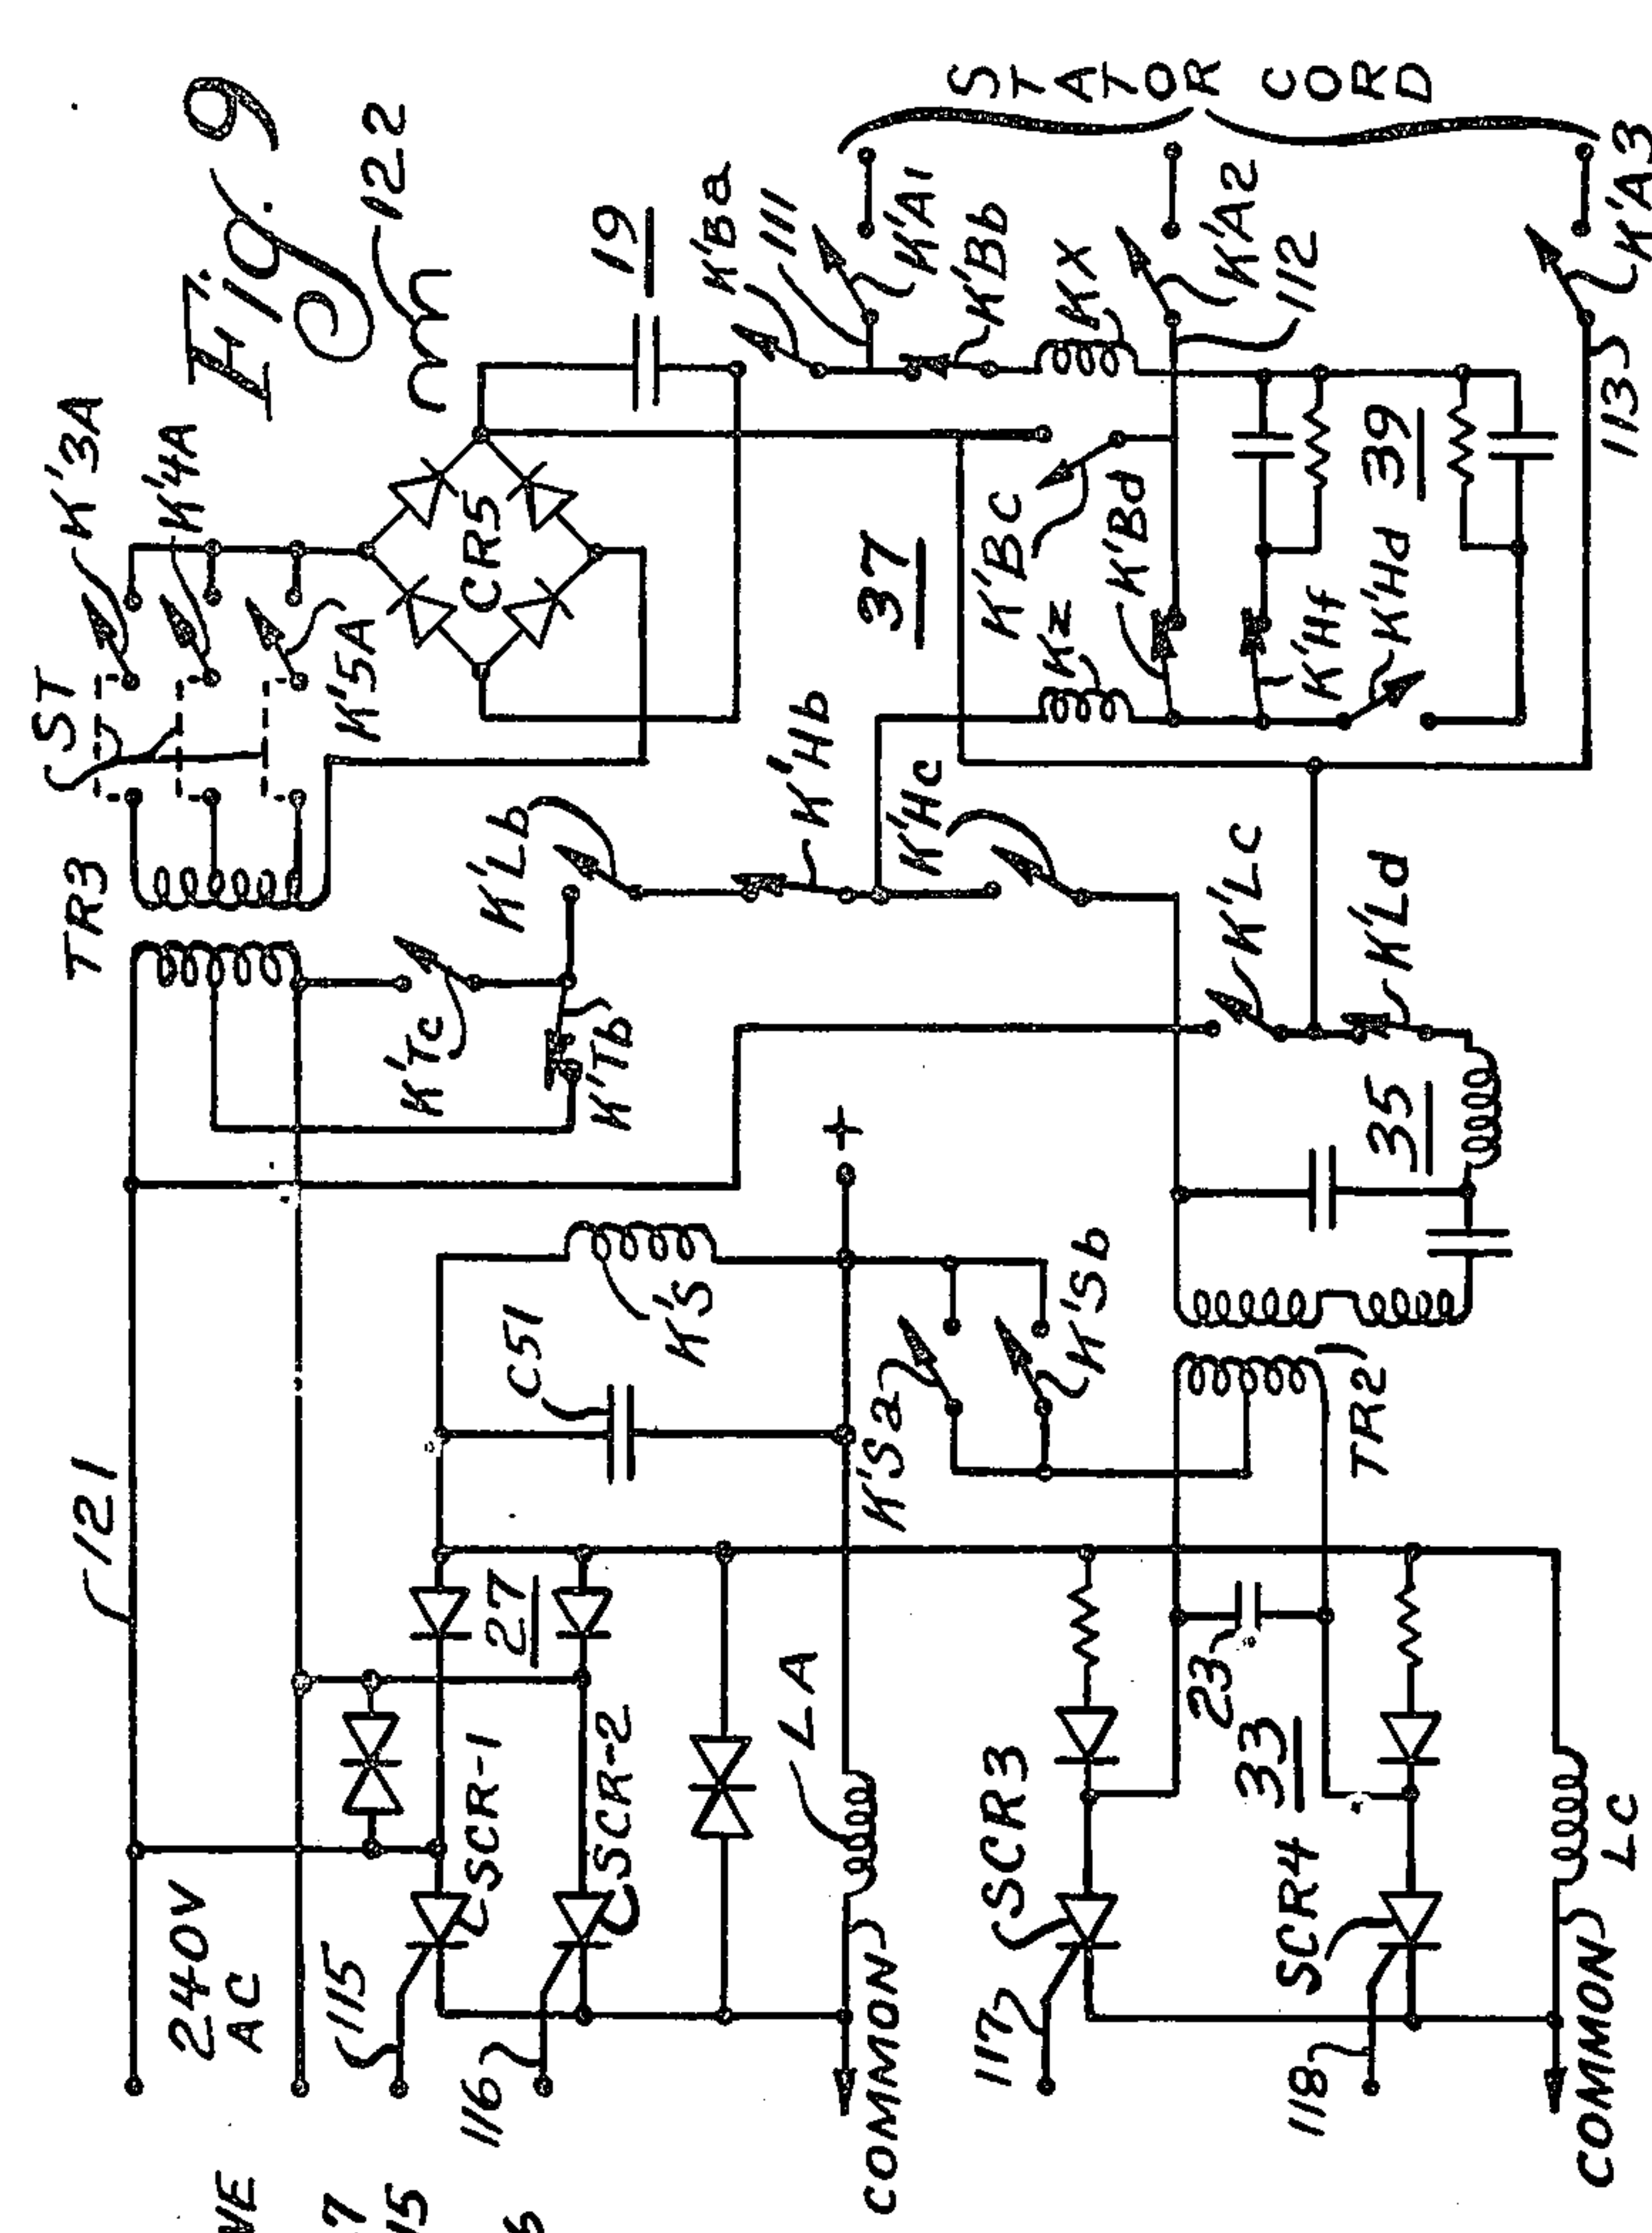 Fig. 9
122
K'3A
K'4A
K'5A
ST
TR3
CR5
19
K'Ba
111
K'A1
K'Bb
KX
K'A2
112
STATOR CORD
K'A3
113
37
K'Bc
K'Bd
Kz
39
K'Hf
K'Hd
K'Lb
K'Hb
K'Hc
K'Tc
K'Tb
K'Lc
K'Ld
35
121
C51
K'S
+
K'Sa
K'Sb
TR2
240V
AC
115
116
27
SCR-1
SCR-2
LA
COMMON
117
SCR3
23
33
118
SCR4
LC
COMMON